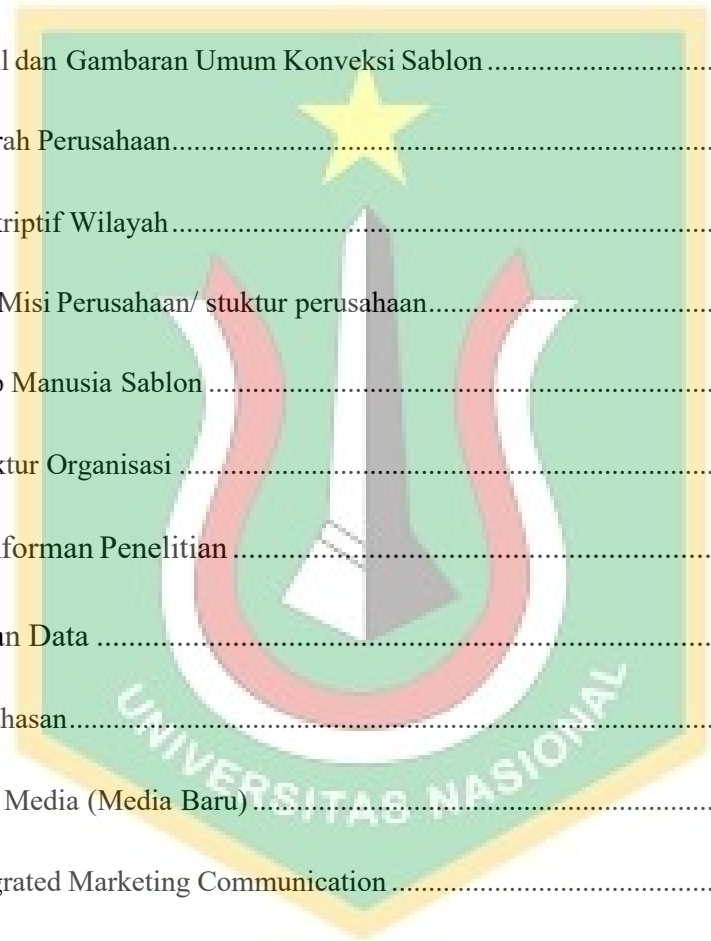 l dan Gambaran Umum Konveksi Sablon ............................
rah Perusahaan.....................................................................
kriptif Wilayah.....................................................................
Misi Perusahaan/ stuktur perusahaan....................................
o Manusia Sablon .................................................................
ktur Organisasi .....................................................................
nforman Penelitian ...............................................................
an Data .................................................................................
hasan.....................................................................................
Media (Media Baru) .............................................................
grated Marketing Communication .........................................
UNIVERSITAS NASIONAL